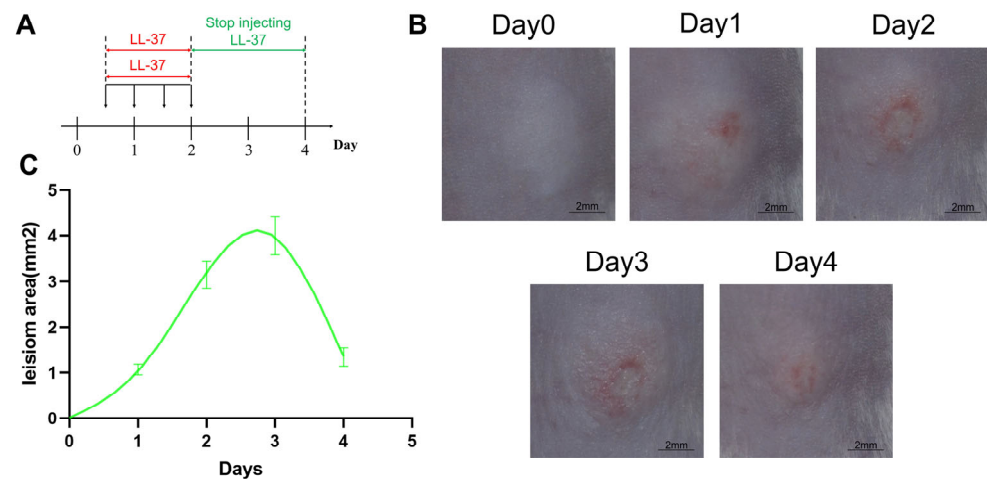 A
Stop injecting
LL-37 LL-37
LL-37
0 1 2 3 4 Day
B
Day0 Day1 Day2
2mm 2mm 2mm
Day3 Day4
2mm 2mm
C
leisiom area(mm2)
5
4
3
2
1
0
0 1 2 3 4 5
Days